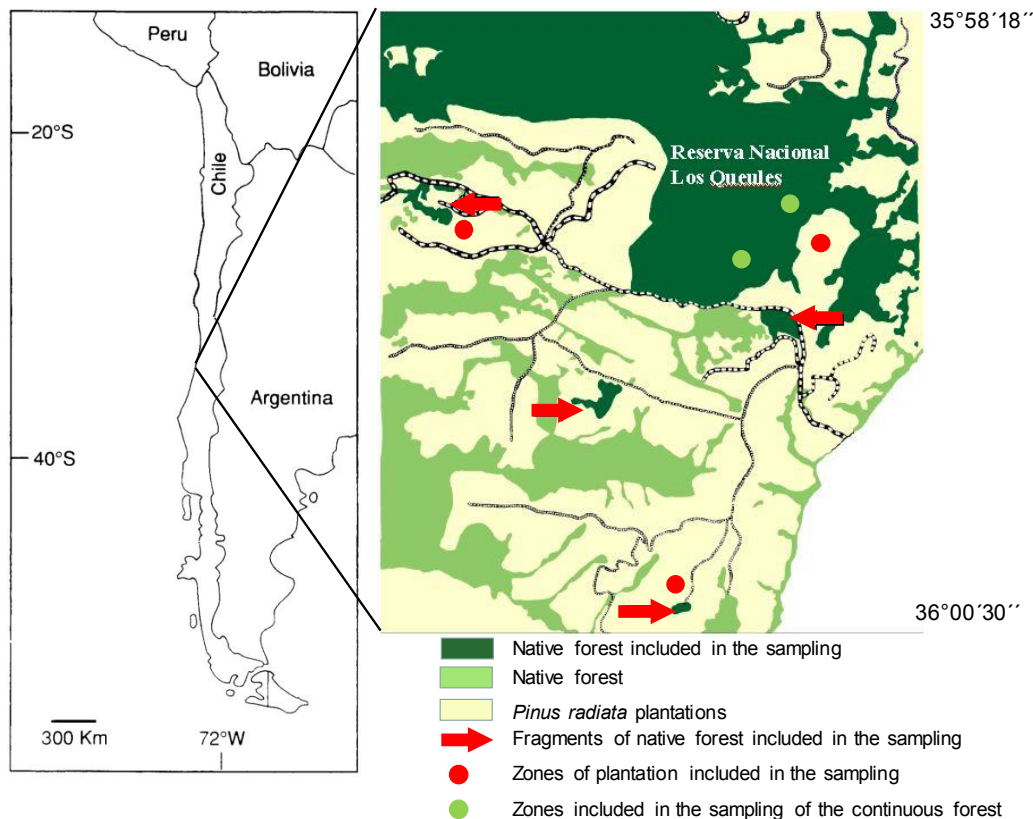 Peru
Bolivia
20°S
Chile
Argentina
40°S
300 Km
72°W
35°58´18´´
Reserva Nacional
Los Queules
36°00´30´´
Native forest included in the sampling
Native forest
Pinus radiata plantations
Fragments of native forest included in the sampling
Zones of plantation included in the sampling
Zones included in the sampling of the continuous forest